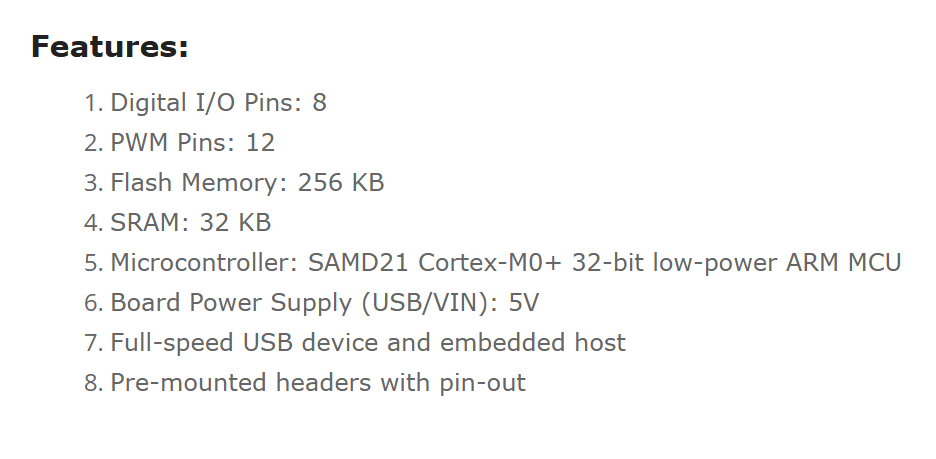 Features:
1. Digital I/O Pins: 8
2. PWM Pins: 12
3. Flash Memory: 256 KB
4. SRAM: 32 KB
5. Microcontroller: SAMD21 Cortex-M0+ 32-bit low-power ARM MCU
6. Board Power Supply (USB/VIN): 5V
7. Full-speed USB device and embedded host
8. Pre-mounted headers with pin-out